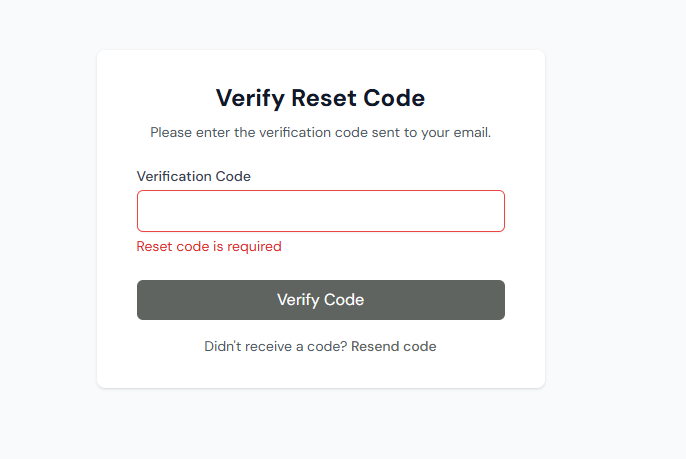 Verify Reset Code
Please enter the verification code sent to your email.
Verification Code
Reset code is required
Verify Code
Didn't receive a code? Resend code